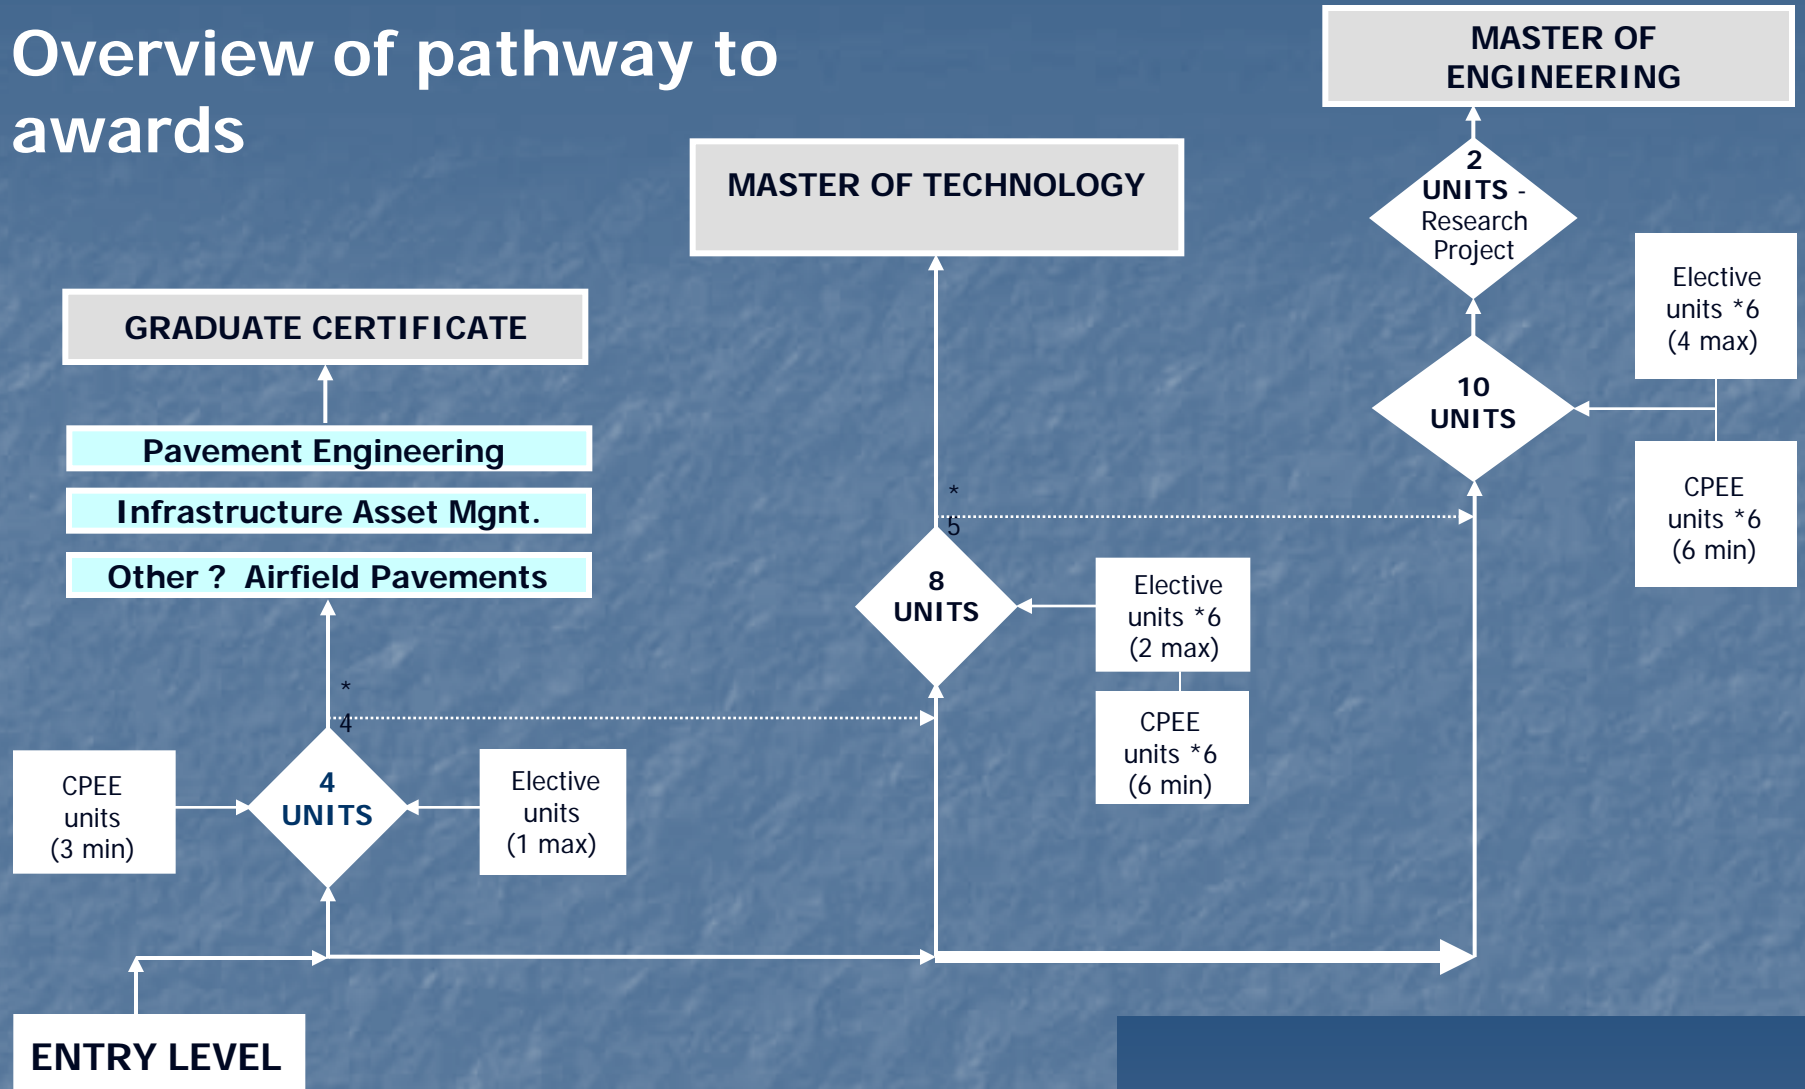 Overview of pathway to
awards
MASTER OF
ENGINEERING
2
UNITS -
Research
Project
MASTER OF TECHNOLOGY
Elective
units *6
(4 max)
GRADUATE CERTIFICATE
10
UNITS
Pavement Engineering
Infrastructure Asset Mgnt.
Other ? Airfield Pavements
CPEE
units *6
(6 min)
*
5
8
UNITS
Elective
units *6
(2 max)
CPEE
units *6
(6 min)
*
4
CPEE
units
(3 min)
4
UNITS
Elective
units
(1 max)
ENTRY LEVEL